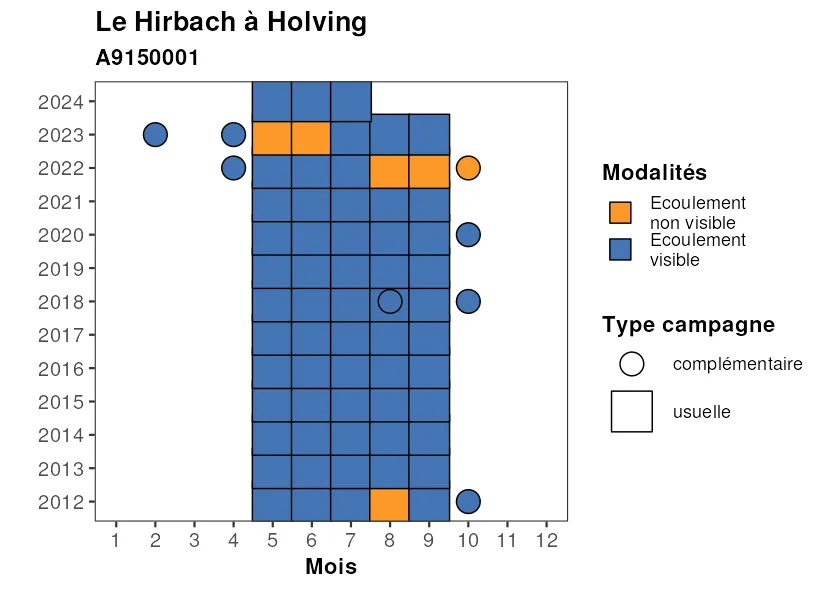 Le Hirbach à Holving
A9150001
2024
2023
2022
2021
2020
2019
2018
2017
2016
2015
2014
2013
2012
1 2 3 4 5 6 7 8 9 10 11 12
Mois
Modalités
Ecoulement
non visible
Ecoulement
visible
Type campagne
complémentaire
usuelle